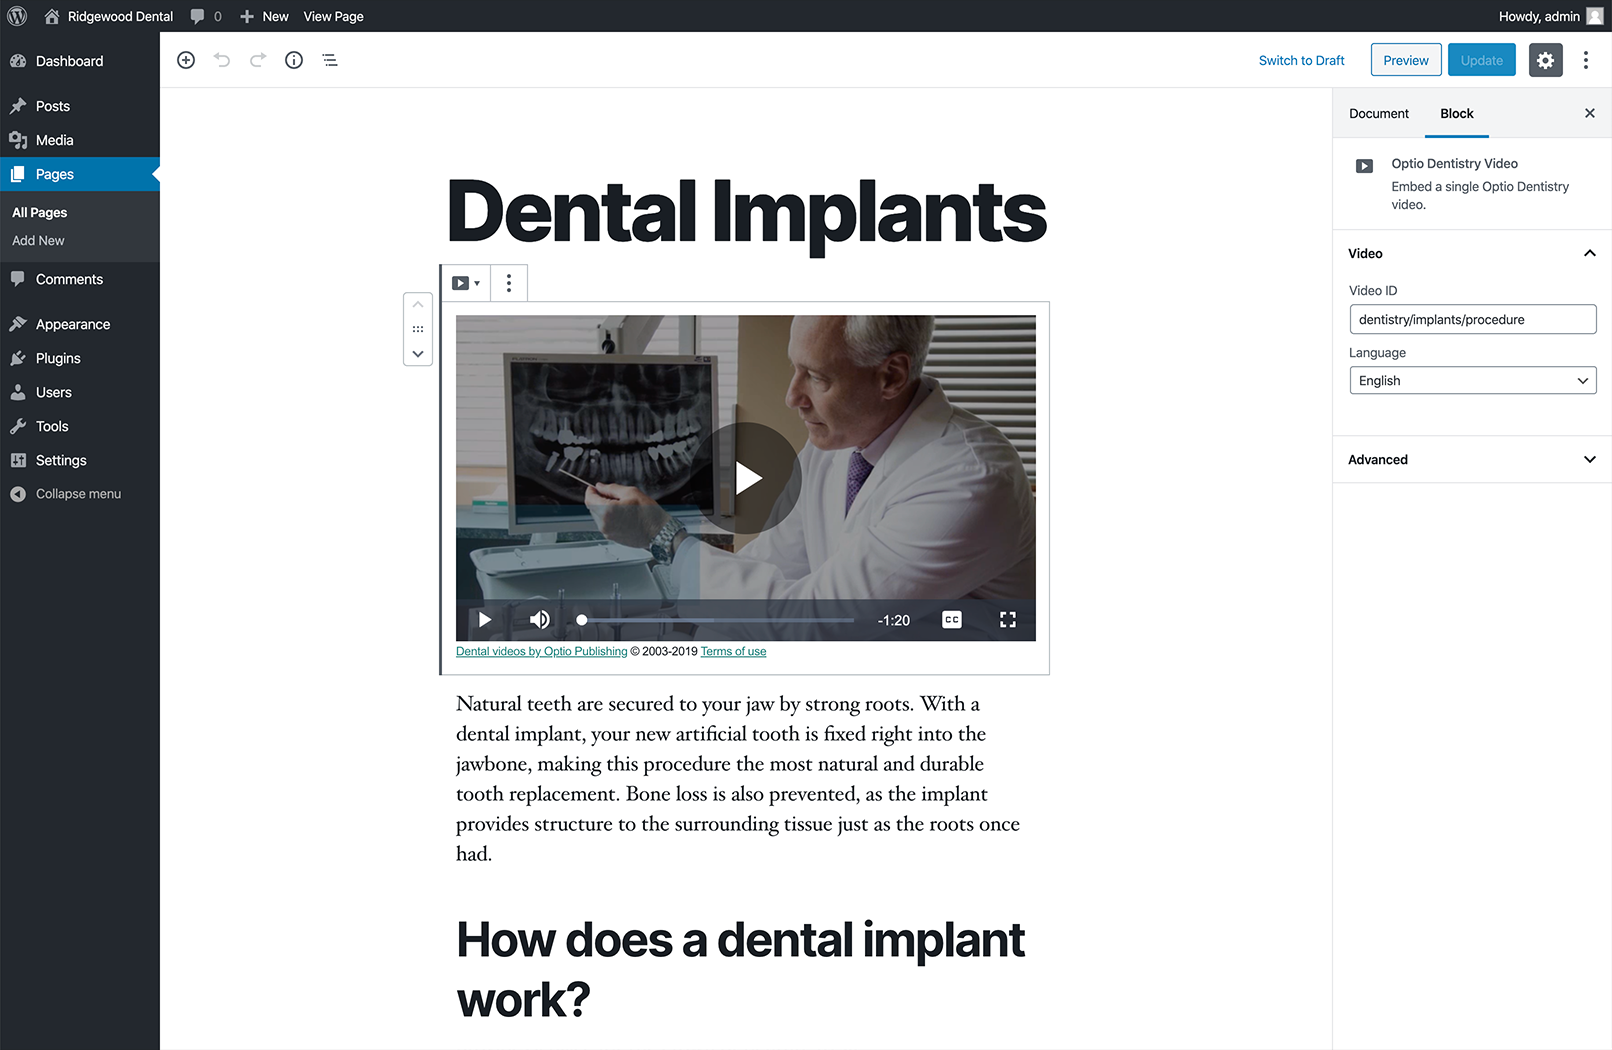 Ridgewood Dental 0 New View Page Howdy, admin
Dashboard
Posts
Media
Pages
All Pages
Add New
Comments
Appearance
Plugins
Users
Tools
Settings
Collapse menu
Switch to Draft Preview Update
Dental Implants
-1:20 CC
Dental videos by Optio Publishing © 2003-2019 Terms of use
Natural teeth are secured to your jaw by strong roots. With a
dental implant, your new artificial tooth is fixed right into the
jawbone, making this procedure the most natural and durable
tooth replacement. Bone loss is also prevented, as the implant
provides structure to the surrounding tissue just as the roots once
had.
How does a dental implant
work?
Document Block
Optio Dentistry Video
Embed a single Optio Dentistry
video.
Video
Video ID
dentistry/implants/procedure
Language
English
Advanced